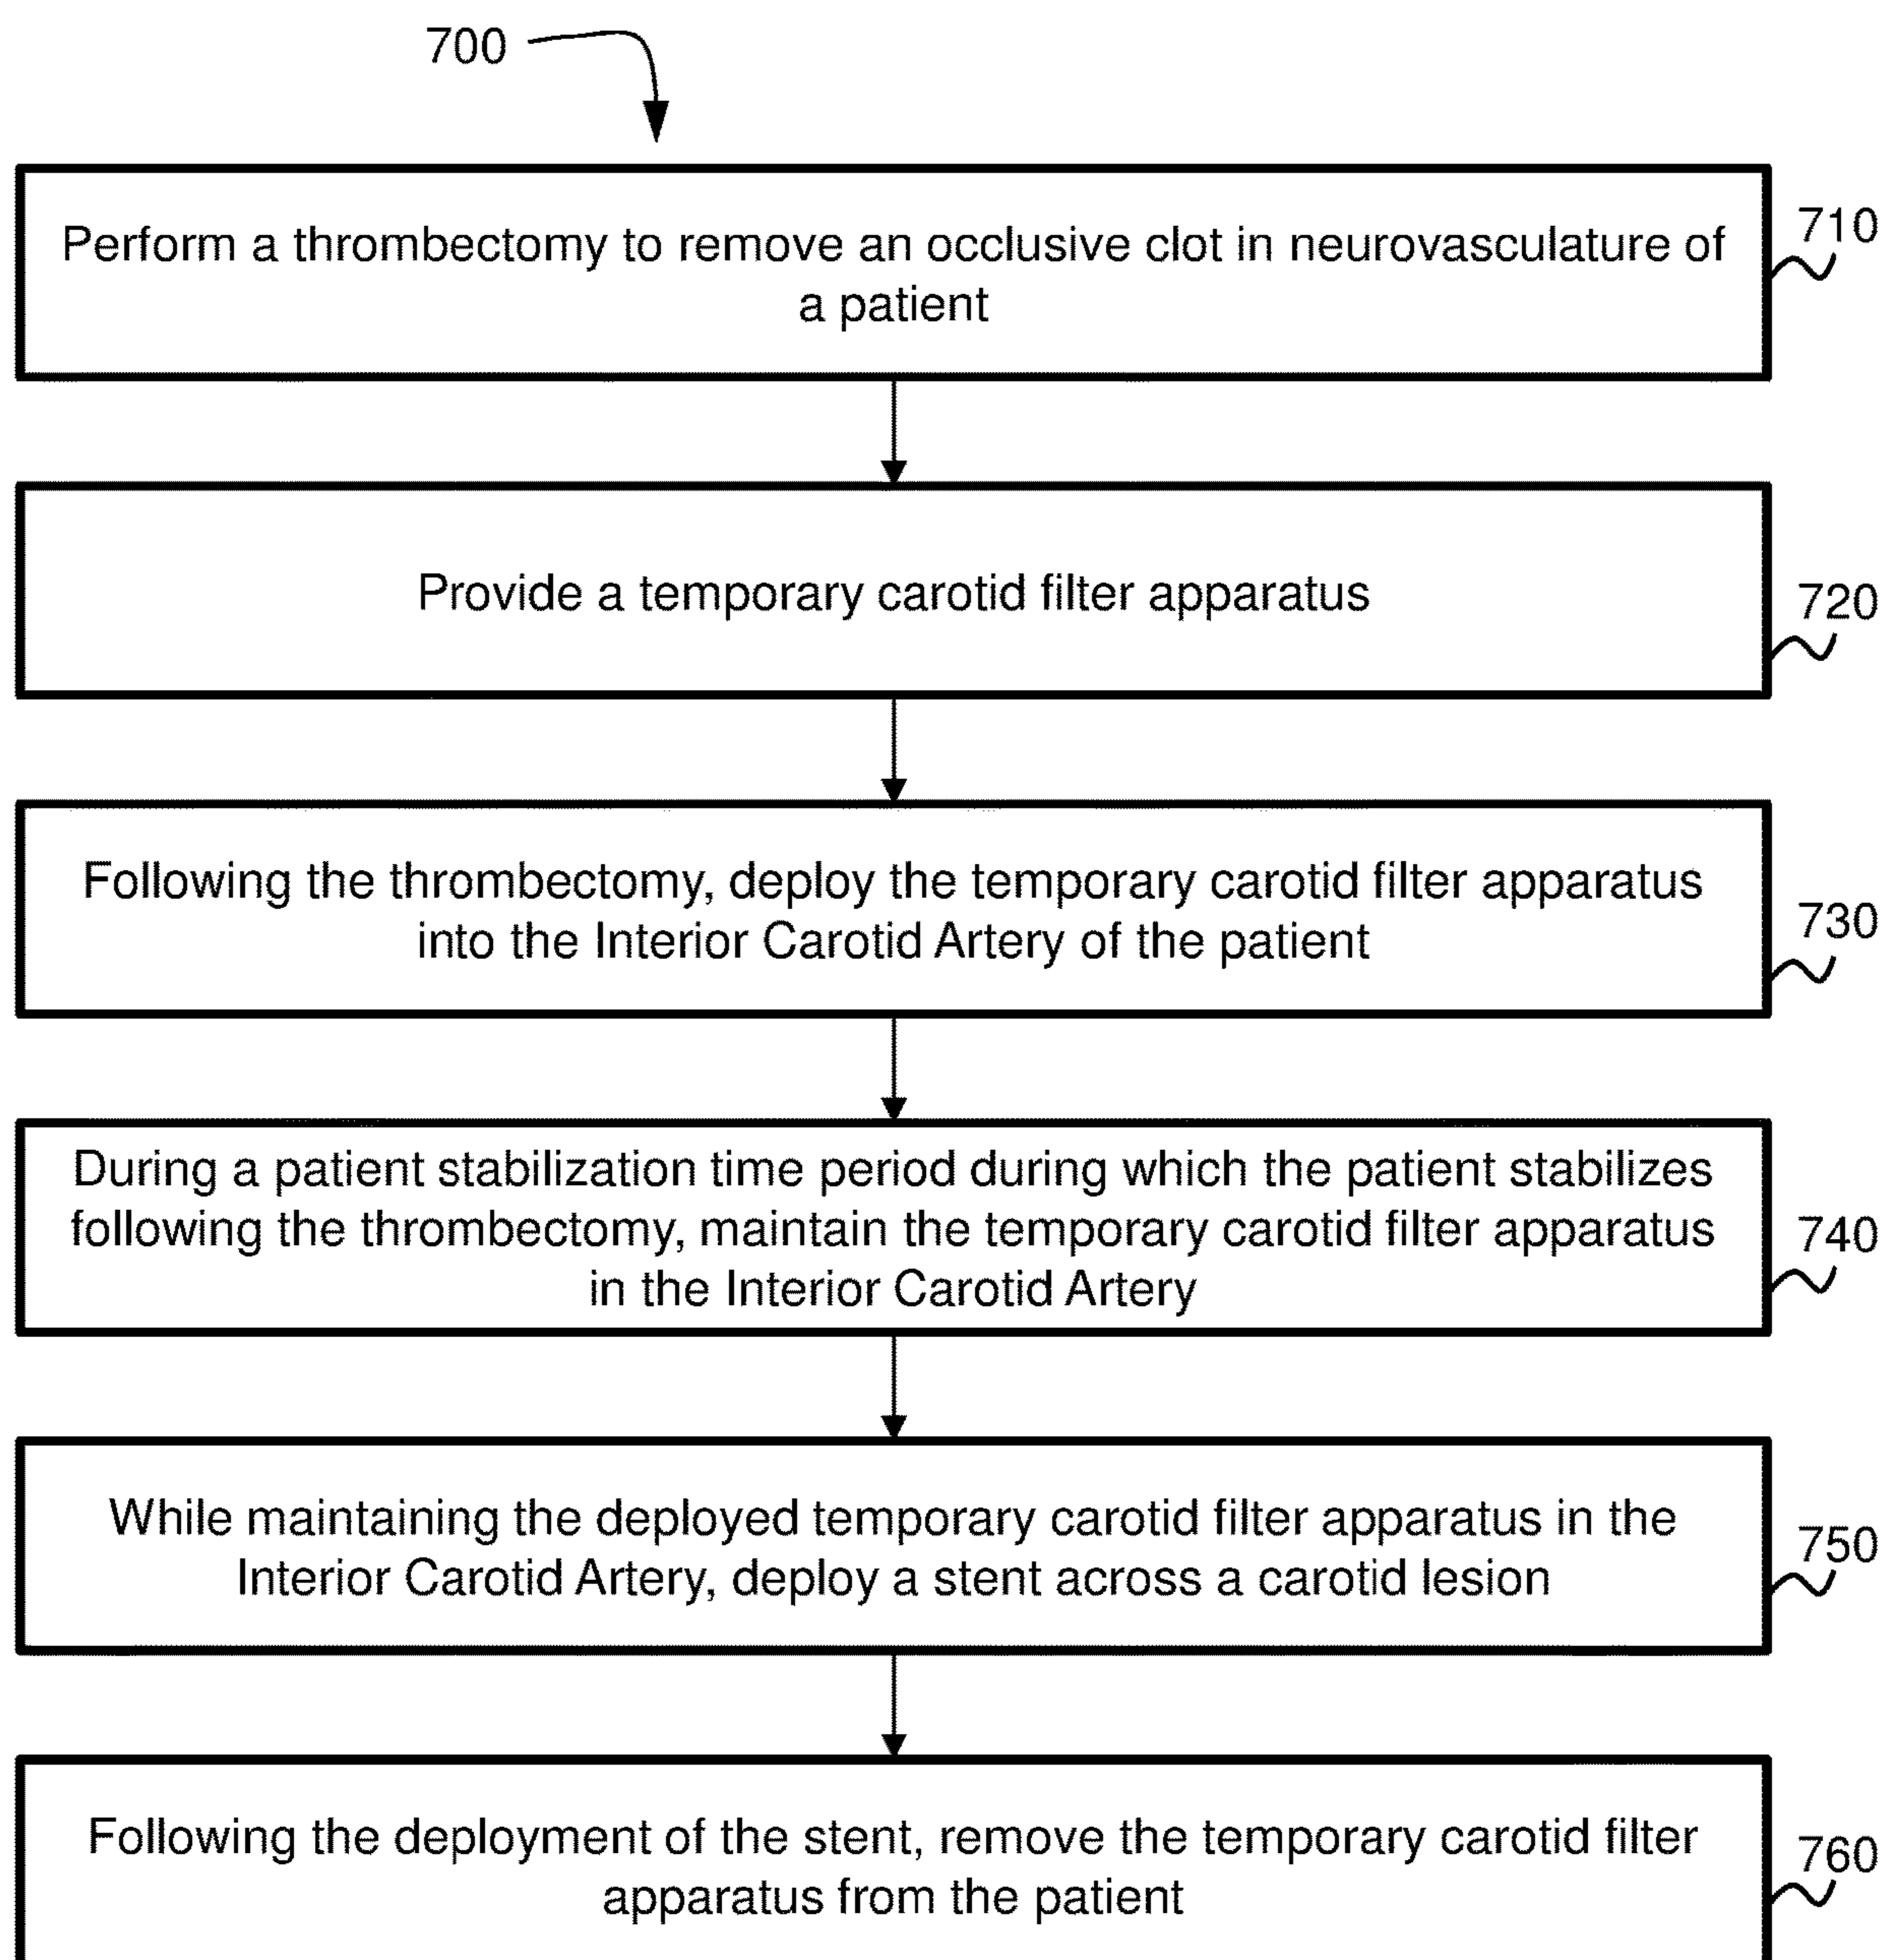 700
Perform a thrombectomy to remove an occlusive clot in neurovasculature of
a patient
710
Provide a temporary carotid filter apparatus
720
Following the thrombectomy, deploy the temporary carotid filter apparatus
into the Interior Carotid Artery of the patient
730
During a patient stabilization time period during which the patient stabilizes
following the thrombectomy, maintain the temporary carotid filter apparatus
in the Interior Carotid Artery
740
While maintaining the deployed temporary carotid filter apparatus in the
Interior Carotid Artery, deploy a stent across a carotid lesion
750
Following the deployment of the stent, remove the temporary carotid filter
apparatus from the patient
760